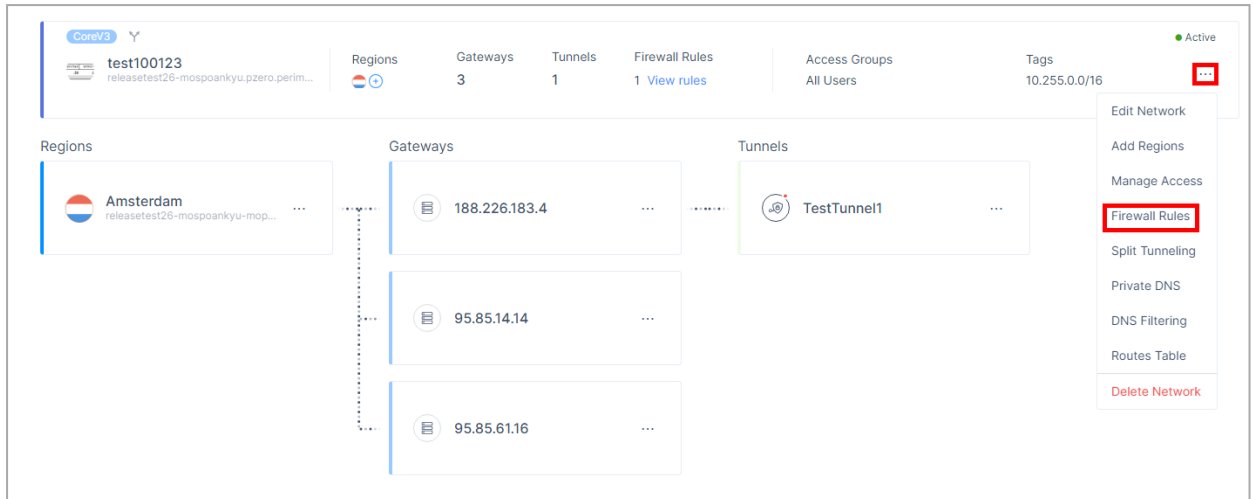 CoreV3
Active
test100123
releasetest26-mospoankyu.pzero.perim...
Regions
Gateways
3
Tunnels
1
Firewall Rules
1 View rules
Access Groups
All Users
Tags
10.255.0.0/16
...
Edit Network
Add Regions
Manage Access
Firewall Rules
Split Tunneling
Private DNS
DNS Filtering
Routes Table
Delete Network
Regions
Gateways
Tunnels
Amsterdam
releasetest26-mospoankyu-mop...
...
188.226.183.4
...
TestTunnel1
...
95.85.14.14
...
95.85.61.16
...